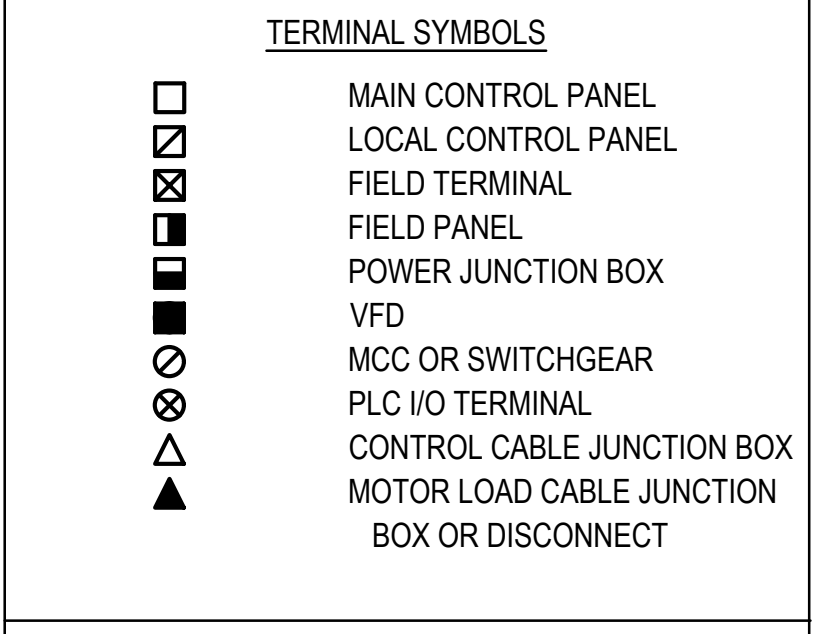 TERMINAL SYMBOLS
MAIN CONTROL PANEL
LOCAL CONTROL PANEL
FIELD TERMINAL
FIELD PANEL
POWER JUNCTION BOX
VFD
MCC OR SWITCHGEAR
PLC I/O TERMINAL
CONTROL CABLE JUNCTION BOX
MOTOR LOAD CABLE JUNCTION
BOX OR DISCONNECT